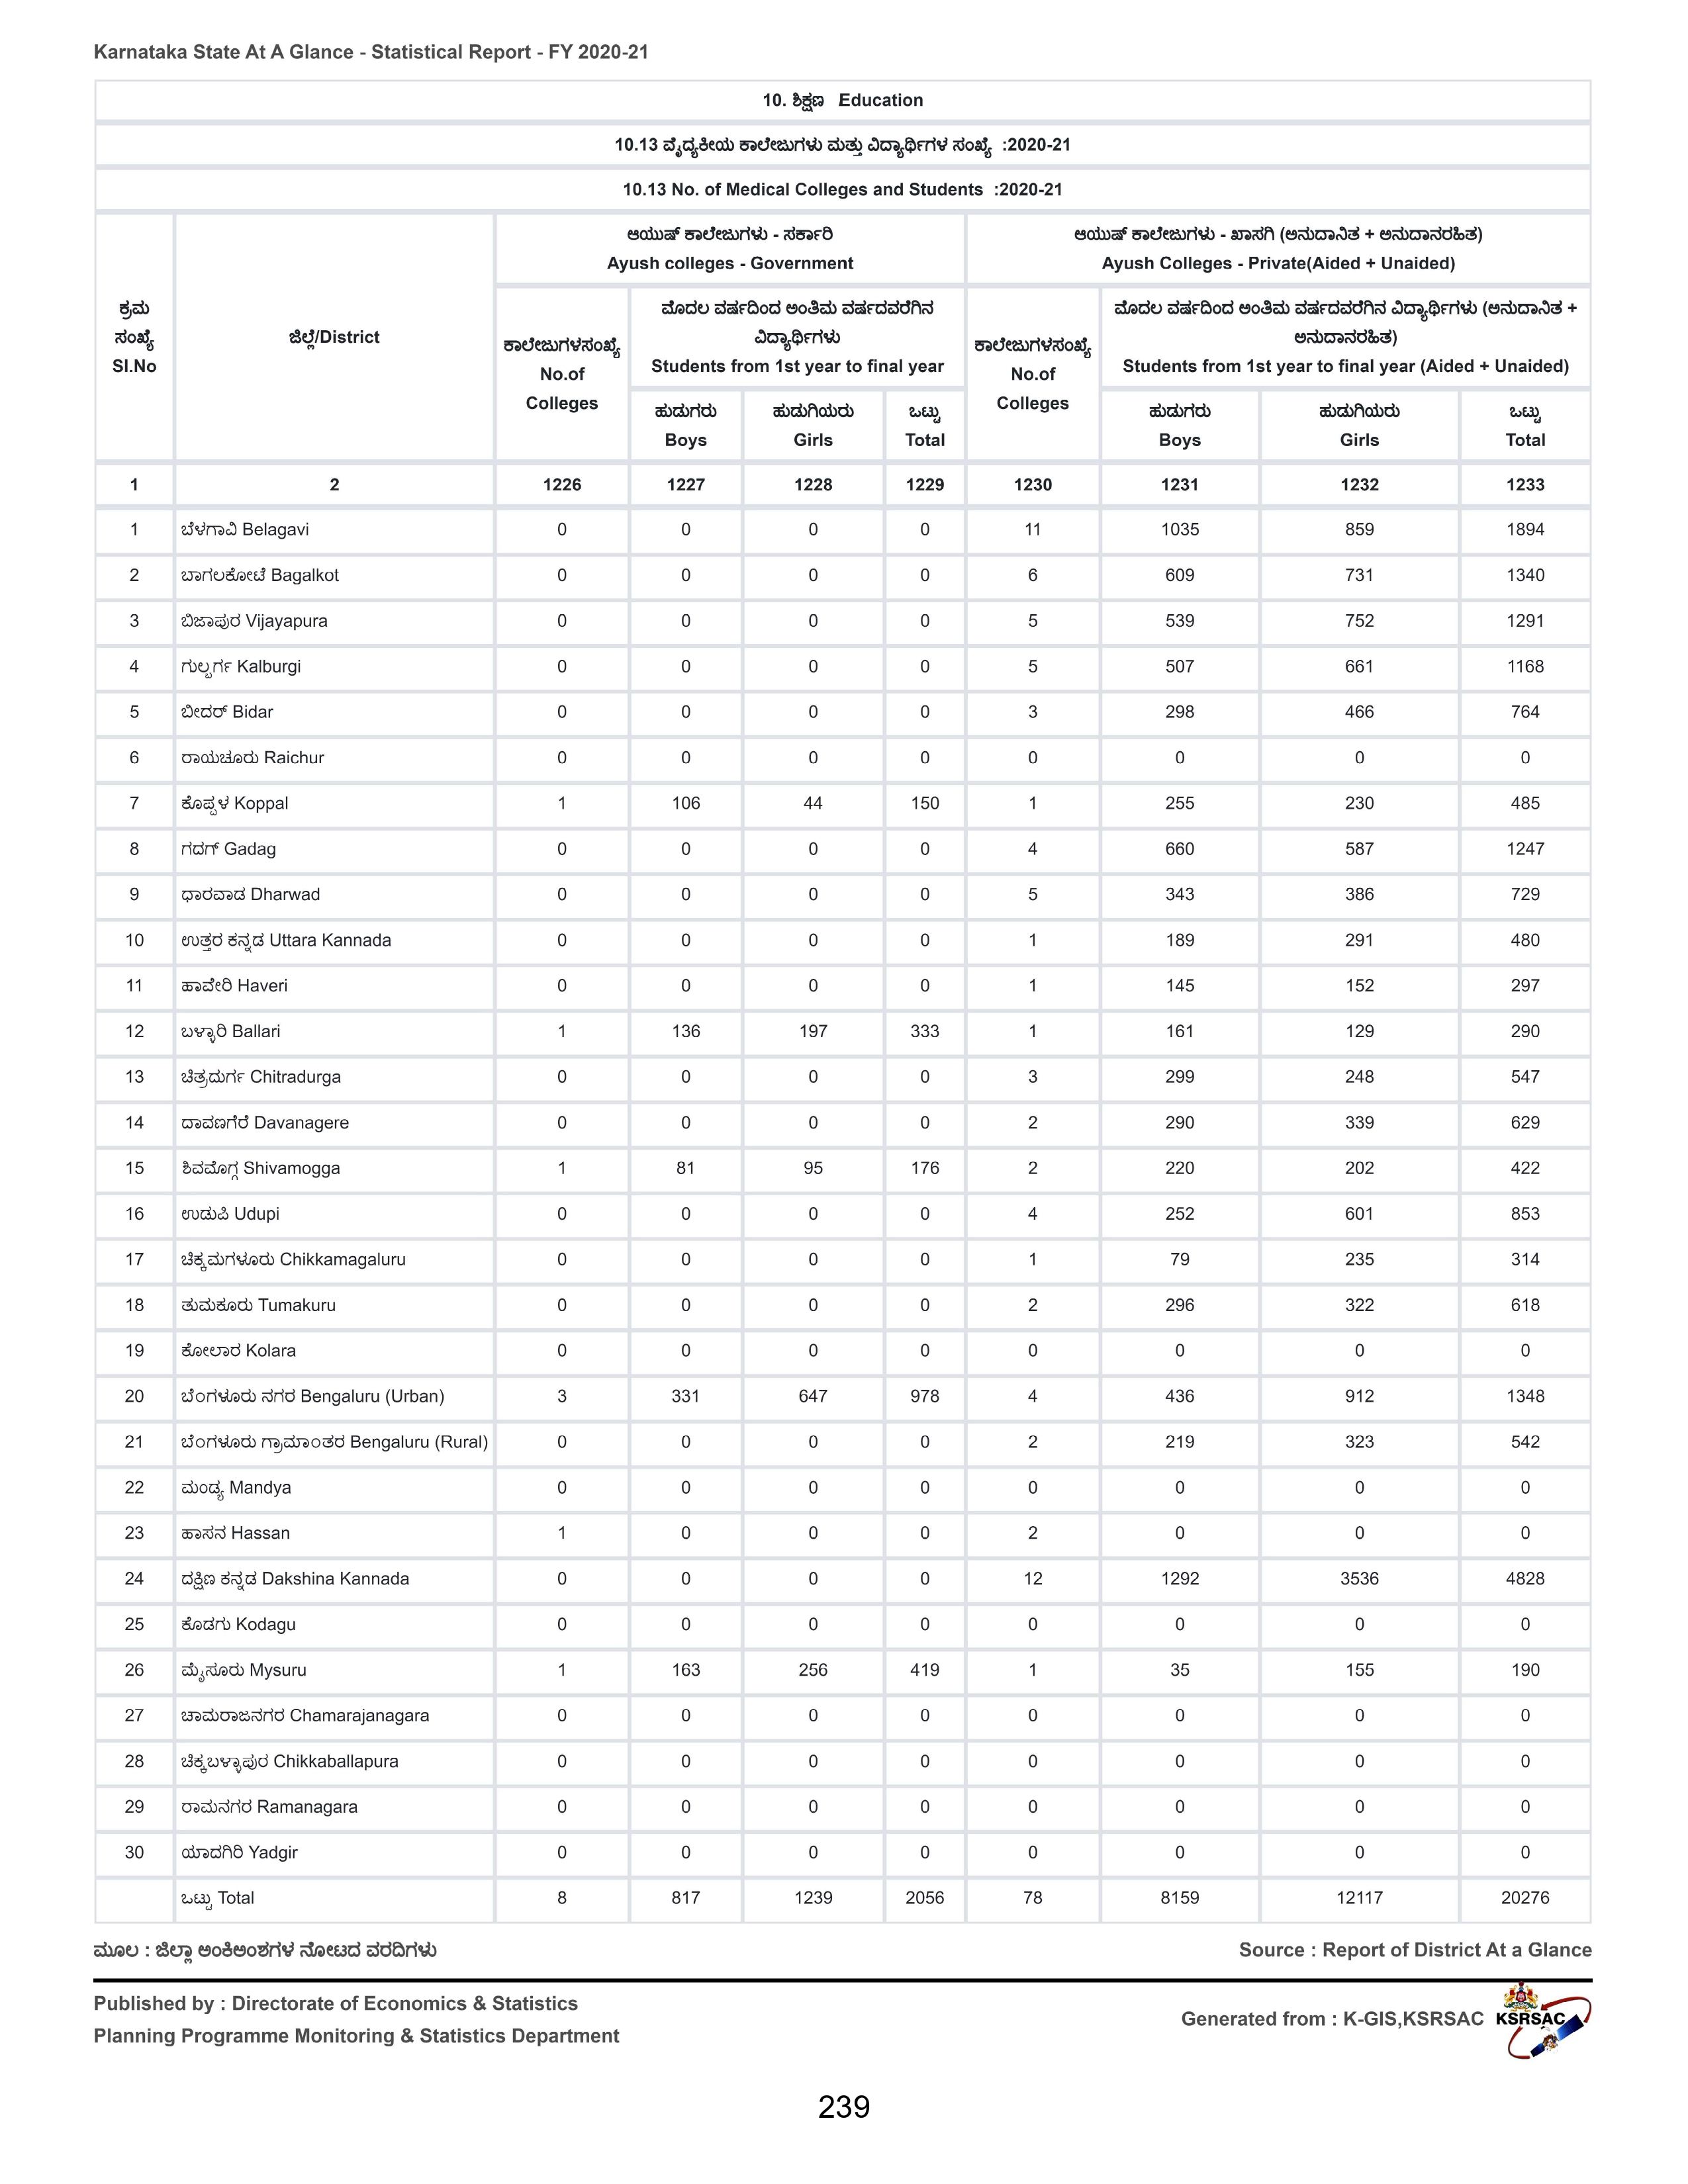 Karnataka State At A Glance - Statistical Report - FY 2020-21
10. ಶಿಕ್ಷಣ Education
10.13 ವೈದ್ಯಕೀಯ ಕಾಲೇಜುಗಳು ಮತ್ತು ವಿದ್ಯಾರ್ಥಿಗಳ ಸಂಖ್ಯೆ :2020-21
10.13 No. of Medical Colleges and Students :2020-21
ಕ್ರಮ
ಸಂಖ್ಯೆ
Sl.No
ಜಿಲ್ಲೆ/District
ಆಯುಷ್ ಕಾಲೇಜುಗಳು - ಸರ್ಕಾರಿ
Ayush colleges - Government
ಆಯುಷ್ ಕಾಲೇಜುಗಳು - ಖಾಸಗಿ (ಅನುದಾನಿತ + ಅನುದಾನರಹಿತ)
Ayush Colleges - Private(Aided + Unaided)
ಕಾಲೇಜುಗಳಸಂಖ್ಯೆ
No.of
Colleges
ಮೊದಲ ವರ್ಷದಿಂದ ಅಂತಿಮ ವರ್ಷದವರೆಗಿನ
ವಿದ್ಯಾರ್ಥಿಗಳು
Students from 1st year to final year
ಕಾಲೇಜುಗಳಸಂಖ್ಯೆ
No.of
Colleges
ಮೊದಲ ವರ್ಷದಿಂದ ಅಂತಿಮ ವರ್ಷದವರೆಗಿನ ವಿದ್ಯಾರ್ಥಿಗಳು (ಅನುದಾನಿತ +
ಅನುದಾನರಹಿತ)
Students from 1st year to final year (Aided + Unaided)
ಹುಡುಗರು ಹುಡುಗಿಯರು ಒಟ್ಟು ಹುಡುಗರು ಹುಡುಗಿಯರು ಒಟ್ಟು
Boys Girls Total Boys Girls Total
1 2 1226 1227 1228 1229 1230 1231 1232 1233
1 ಬೆಳಗಾವಿ Belagavi 0 0 0 0 11 1035 859 1894
2 ಬಾಗಲಕೋಟೆ Bagalkot 0 0 0 0 6 609 731 1340
3 ಬಿಜಾಪುರ Vijayapura 0 0 0 0 5 539 752 1291
4 ಗುಲ್ಬರ್ಗ Kalburgi 0 0 0 0 5 507 661 1168
5 ಬೀದರ್ Bidar 0 0 0 0 3 298 466 764
6 ರಾಯಚೂರು Raichur 0 0 0 0 0 0 0 0
7 ಕೊಪ್ಪಳ Koppal 1 106 44 150 1 255 230 485
8 ಗದಗ್ Gadag 0 0 0 0 4 660 587 1247
9 ಧಾರವಾಡ Dharwad 0 0 0 0 5 343 386 729
10 ಉತ್ತರ ಕನ್ನಡ Uttara Kannada 0 0 0 0 1 189 291 480
11 ಹಾವೇರಿ Haveri 0 0 0 0 1 145 152 297
12 ಬಳ್ಳಾರಿ Ballari 1 136 197 333 1 161 129 290
13 ಚಿತ್ರದುರ್ಗ Chitradurga 0 0 0 0 3 299 248 547
14 ದಾವಣಗೆರೆ Davanagere 0 0 0 0 2 290 339 629
15 ಶಿವಮೊಗ್ಗ Shivamogga 1 81 95 176 2 220 202 422
16 ಉಡುಪಿ Udupi 0 0 0 0 4 252 601 853
17 ಚಿಕ್ಕಮಗಳೂರು Chikkamagaluru 0 0 0 0 1 79 235 314
18 ತುಮಕೂರು Tumakuru 0 0 0 0 2 296 322 618
19 ಕೋಲಾರ Kolara 0 0 0 0 0 0 0 0
20 ಬೆಂಗಳೂರು ನಗರ Bengaluru (Urban) 3 331 647 978 4 436 912 1348
21 ಬೆಂಗಳೂರು ಗ್ರಾಮಾಂತರ Bengaluru (Rural) 0 0 0 0 2 219 323 542
22 ಮಂಡ್ಯ Mandya 0 0 0 0 0 0 0 0
23 ಹಾಸನ Hassan 1 0 0 0 2 0 0 0
24 ದಕ್ಷಿಣ ಕನ್ನಡ Dakshina Kannada 0 0 0 0 12 1292 3536 4828
25 ಕೊಡಗು Kodagu 0 0 0 0 0 0 0 0
26 ಮೈಸೂರು Mysuru 1 163 256 419 1 35 155 190
27 ಚಾಮರಾಜನಗರ Chamarajanagara 0 0 0 0 0 0 0 0
28 ಚಿಕ್ಕಬಳ್ಳಾಪುರ Chikkaballapura 0 0 0 0 0 0 0 0
29 ರಾಮನಗರ Ramanagara 0 0 0 0 0 0 0 0
30 ಯಾದಗಿರಿ Yadgir 0 0 0 0 0 0 0 0
ಒಟ್ಟು Total 8 817 1239 2056 78 8159 12117 20276
ಮೂಲ : ಜಿಲ್ಲಾ ಅಂಕಿಅಂಶಗಳ ನೋಟದ ವರದಿಗಳು Source : Report of District At a Glance
Published by : Directorate of Economics & Statistics
Planning Programme Monitoring & Statistics Department
Generated from : K-GIS,KSRSAC KSRSAC
239